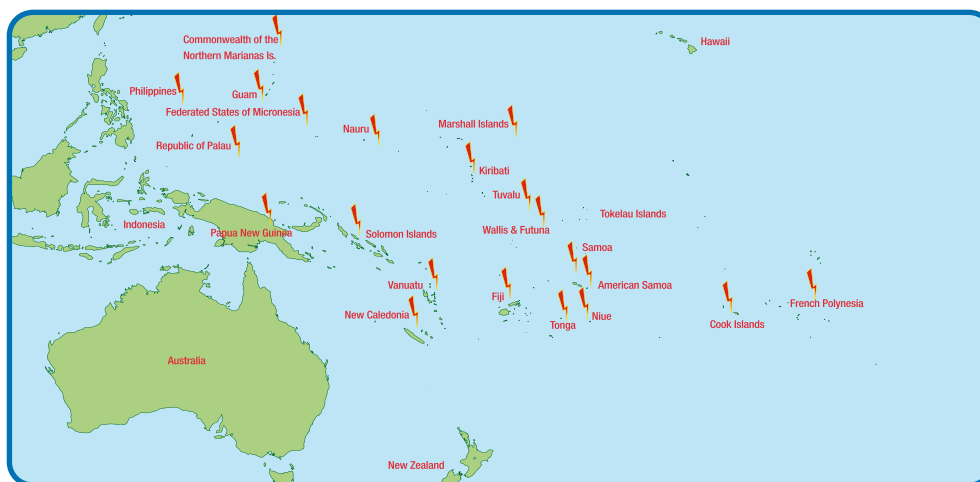 Commonwealth of the
Northern Marianas Is.
Hawaii
Philippines
Guam
Federated States of Micronesia
Nauru
Marshall Islands
Republic of Palau
Kiribati
Tuvalu
Tokelau Islands
Indonesia
Papua New Guinea
Solomon Islands
Wallis & Futuna
Samoa
Vanuatu
American Samoa
Fiji
French Polynesia
New Caledonia
Niue
Tonga
Cook Islands
Australia
New Zealand